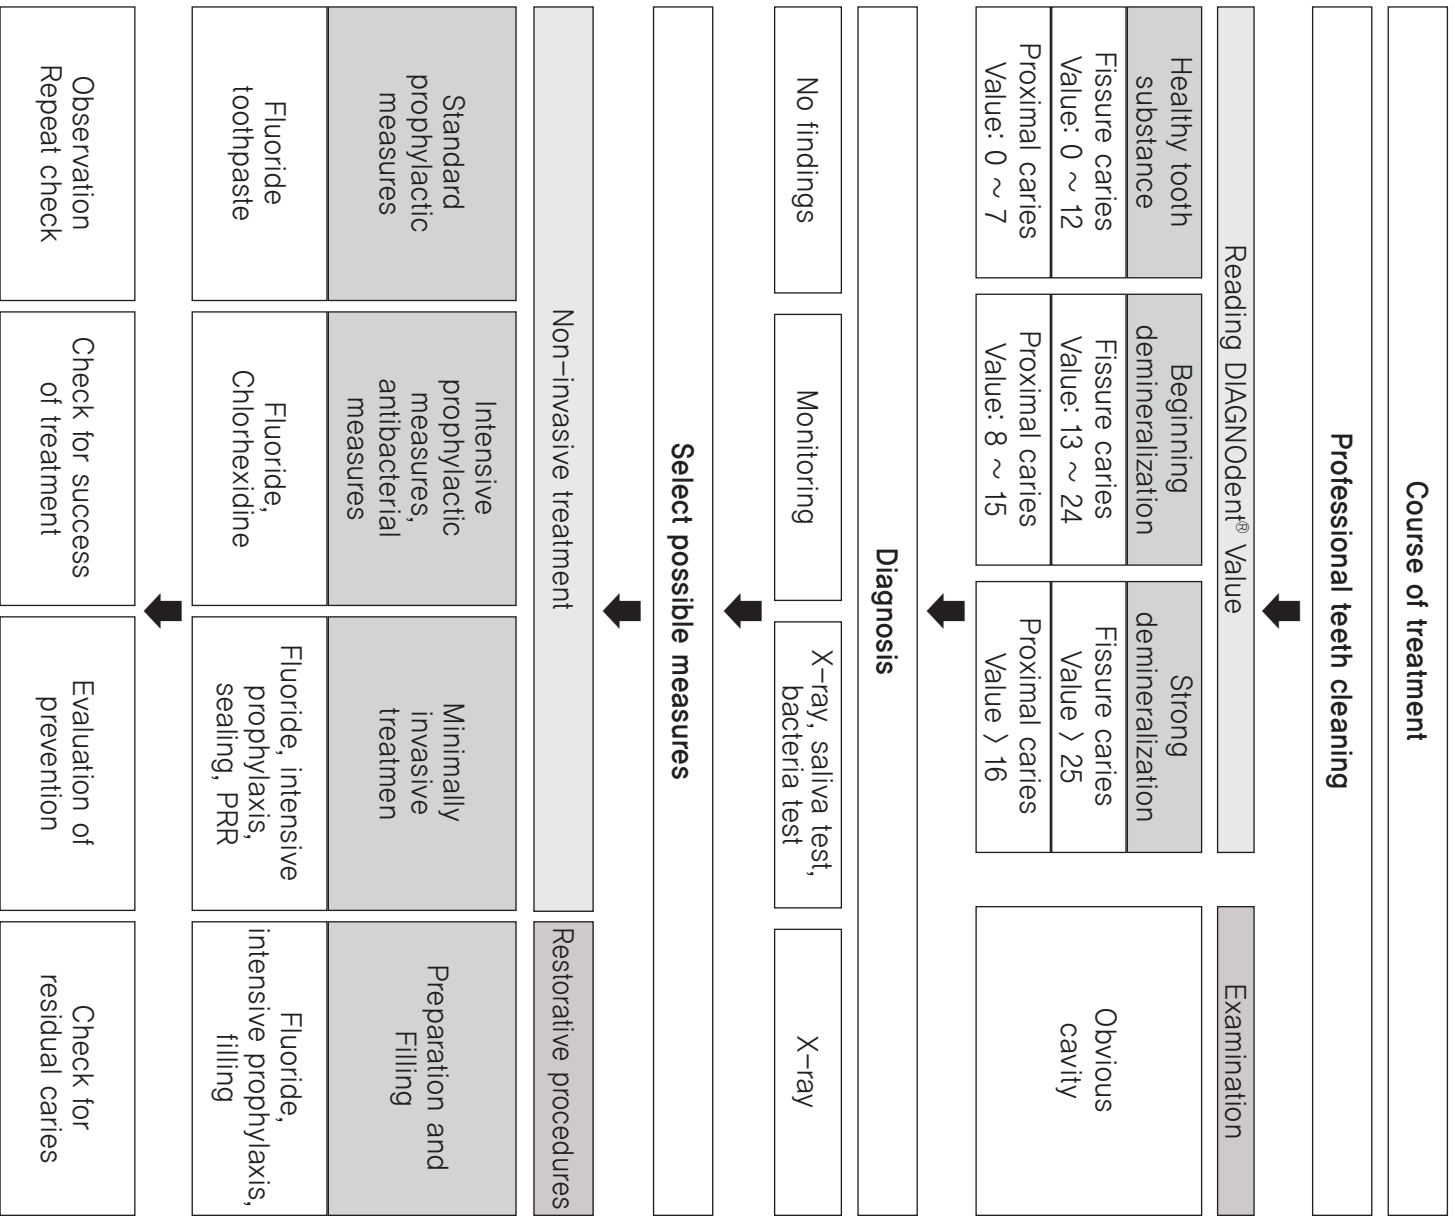 Course of treatment
Professional teeth cleaning
Reading DIAGNOdent® Value
Examination
Healthy tooth
substance
Fissure caries
Value: 0 ~ 12
Proximal caries
Value: 0 ~ 7
Beginning
demineralization
Fissure caries
Value: 13 ~ 24
Proximal caries
Value: 8 ~ 15
Strong
demineralization
Fissure caries
Value 〉 25
Proximal caries
Value 〉 16
Obvious
cavity
Diagnosis
No findings
Monitoring
X-ray, saliva test,
bacteria test
X-ray
Select possible measures
Non-invasive treatment
Restorative procedures
Standard
prophylactic
measures
Intensive
prophylactic
measures,
antibacterial
measures
Minimally
invasive
treatmen
Preparation and
Filling
Fluoride
toothpaste
Fluoride,
Chlorhexidine
Fluoride, intensive
prophylaxis,
sealing, PRR
Fluoride,
intensive prophylaxis,
filling
Observation
Repeat check
Check for success
of treatment
Evaluation of
prevention
Check for
residual caries